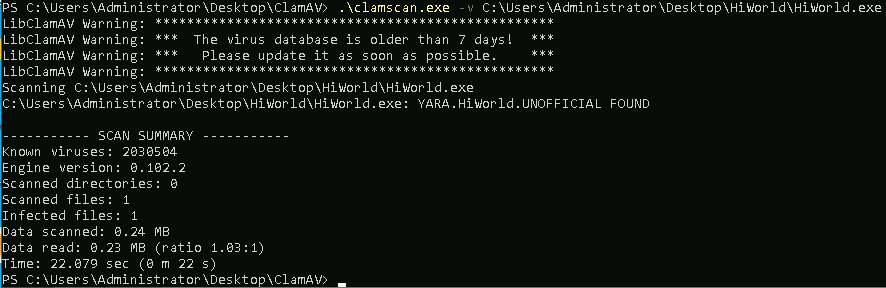 PS C:\Users\Administrator\Desktop\ClamAV> .\clamscan.exe -v C:\Users\Administrator\Desktop\HiWorld\HiWorld.exe
LibClamAV Warning: **************************************************
LibClamAV Warning: ***  The virus database is older than 7 days!  ***
LibClamAV Warning: ***   Please update it as soon as possible.    ***
LibClamAV Warning: **************************************************
Scanning C:\Users\Administrator\Desktop\HiWorld\HiWorld.exe
C:\Users\Administrator\Desktop\HiWorld\HiWorld.exe: YARA.HiWorld.UNOFFICIAL FOUND
----------- SCAN SUMMARY -----------
Known viruses: 2030504
Engine version: 0.102.2
Scanned directories: 0
Scanned files: 1
Infected files: 1
Data scanned: 0.24 MB
Data read: 0.23 MB (ratio 1.03:1)
Time: 22.079 sec (0 m 22 s)
PS C:\Users\Administrator\Desktop\ClamAV>